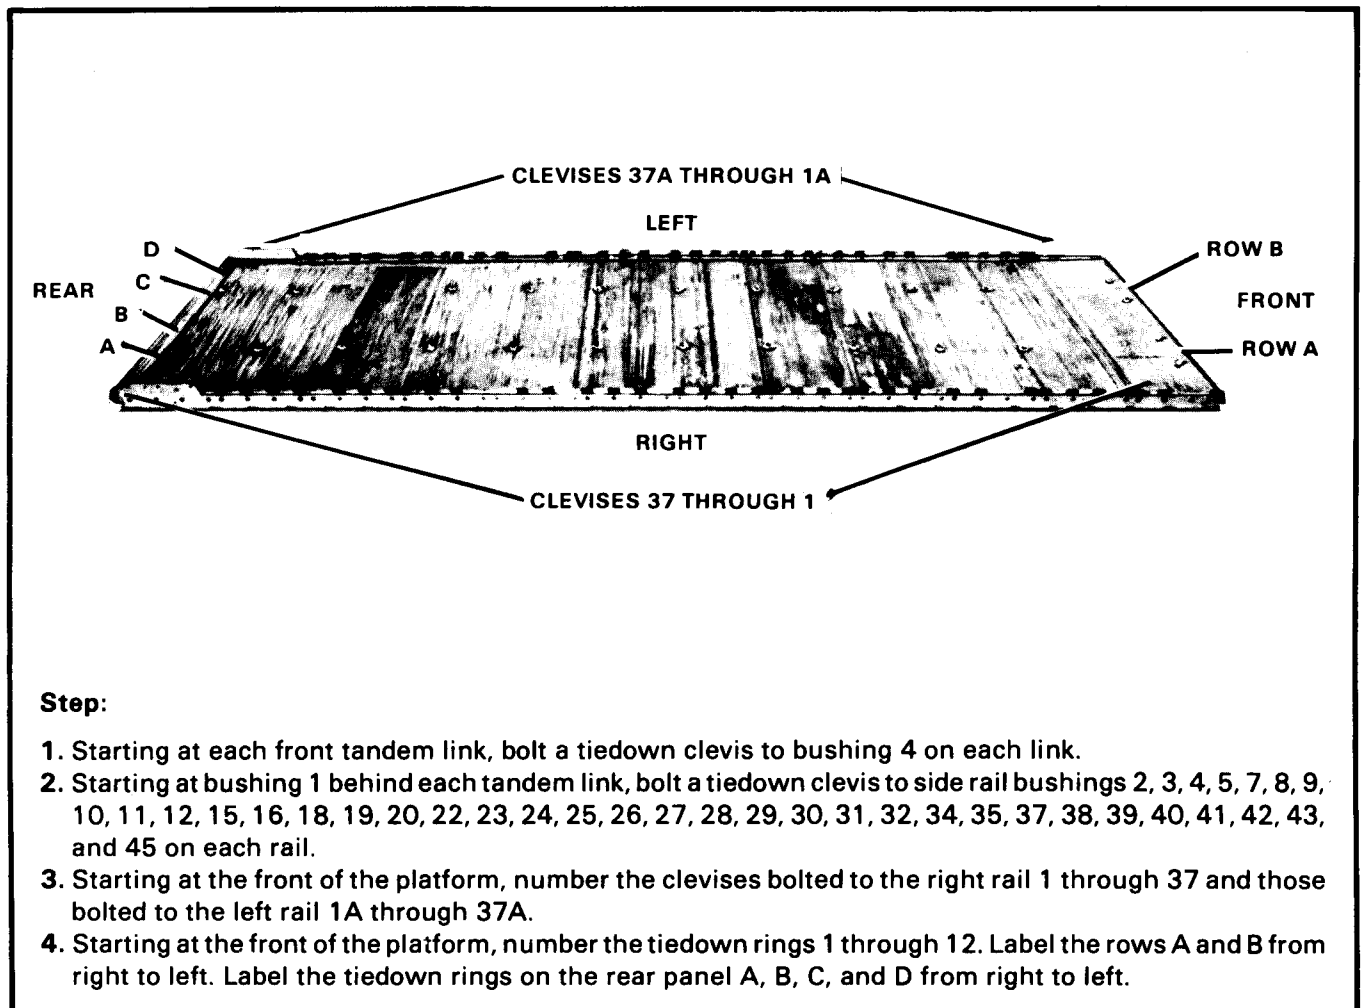 CLEVISES 37A THROUGH 1A
LEFT
D
ROW B
C
REAR
FRONT
B
A
ROW A
RIGHT
CLEVISES 37 THROUGH 1
Step:
1. Starting at each front tandem link, bolt a tiedown clevis to bushing 4 on each link.
2. Starting at bushing 1 behind each tandem link, bolt a tiedown clevis to side rail bushings 2, 3, 4, 5, 7, 8, 9,
10, 11, 12, 15, 16, 18, 19, 20, 22, 23, 24, 25, 26, 27, 28, 29, 30, 31, 32, 34, 35, 37, 38, 39, 40, 41, 42, 43,
and 45 on each rail.
3. Starting at the front of the platform, number the clevises bolted to the right rail 1 through 37 and those
bolted to the left rail 1A through 37A.
4. Starting at the front of the platform, number the tiedown rings 1 through 12. Label the rows A and B from
right to left. Label the tiedown rings on the rear panel A, B, C, and D from right to left.